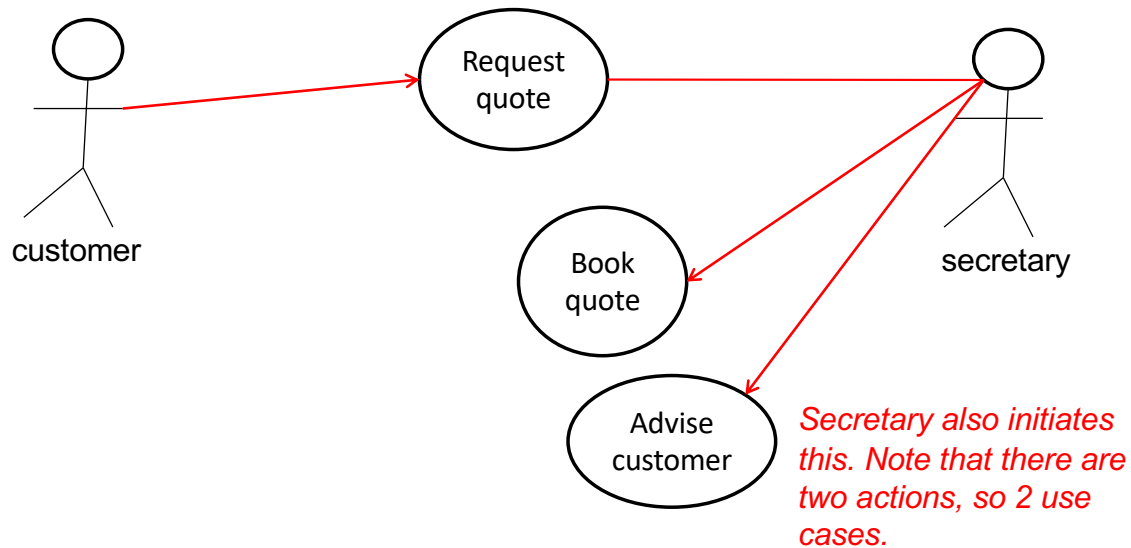 Request
quote
customer
secretary
Book
quote
Advise
customer
Secretary also initiates
this. Note that there are
two actions, so 2 use
cases.